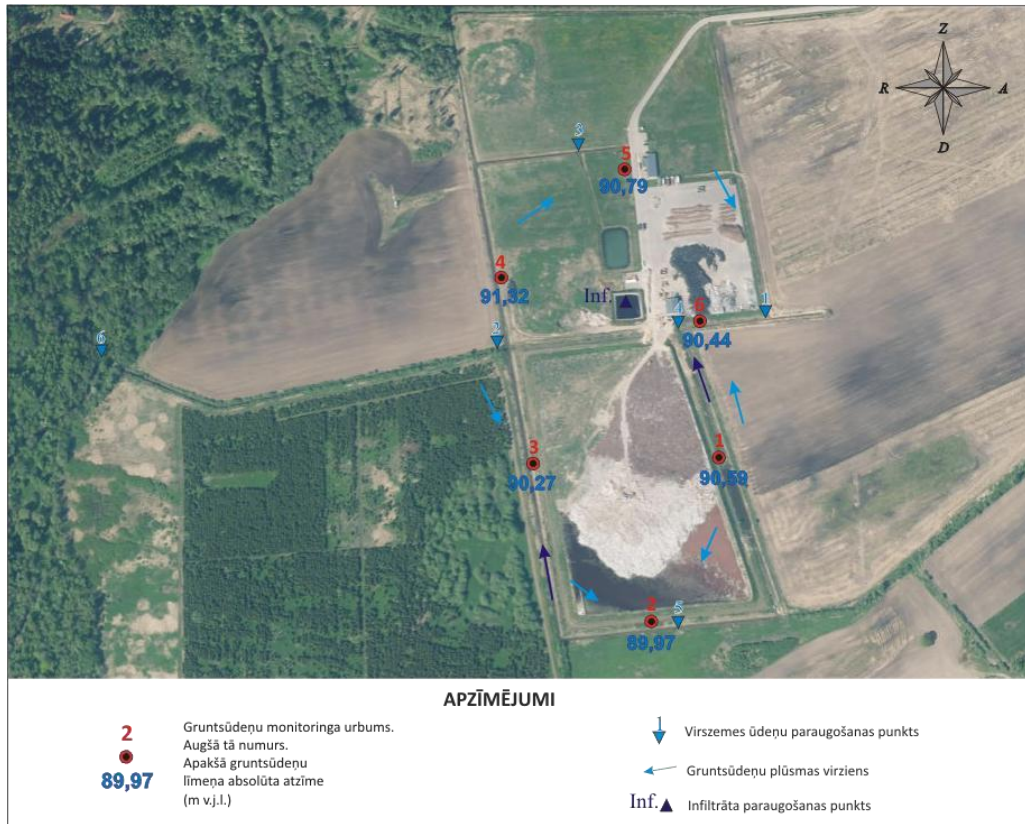 Z
R
A
D
3
5
90,79
4
91,32
Inf.
1
4
6
90,44
2
6
3
90,27
1
90,59
2
5
89,97
APZĪMĒJUMI
2
89,97
Gruntsūdeņu monitoringa urbums.
Augšā tā numurs.
Apakšā gruntsūdeņu
līmeņa absolūta atzīme
(m v.j.l.)
Virszemes ūdeņu paraugošanas punkts
Gruntsūdeņu plūsmas virziens
Inf.
Infiltrāta paraugošanas punkts